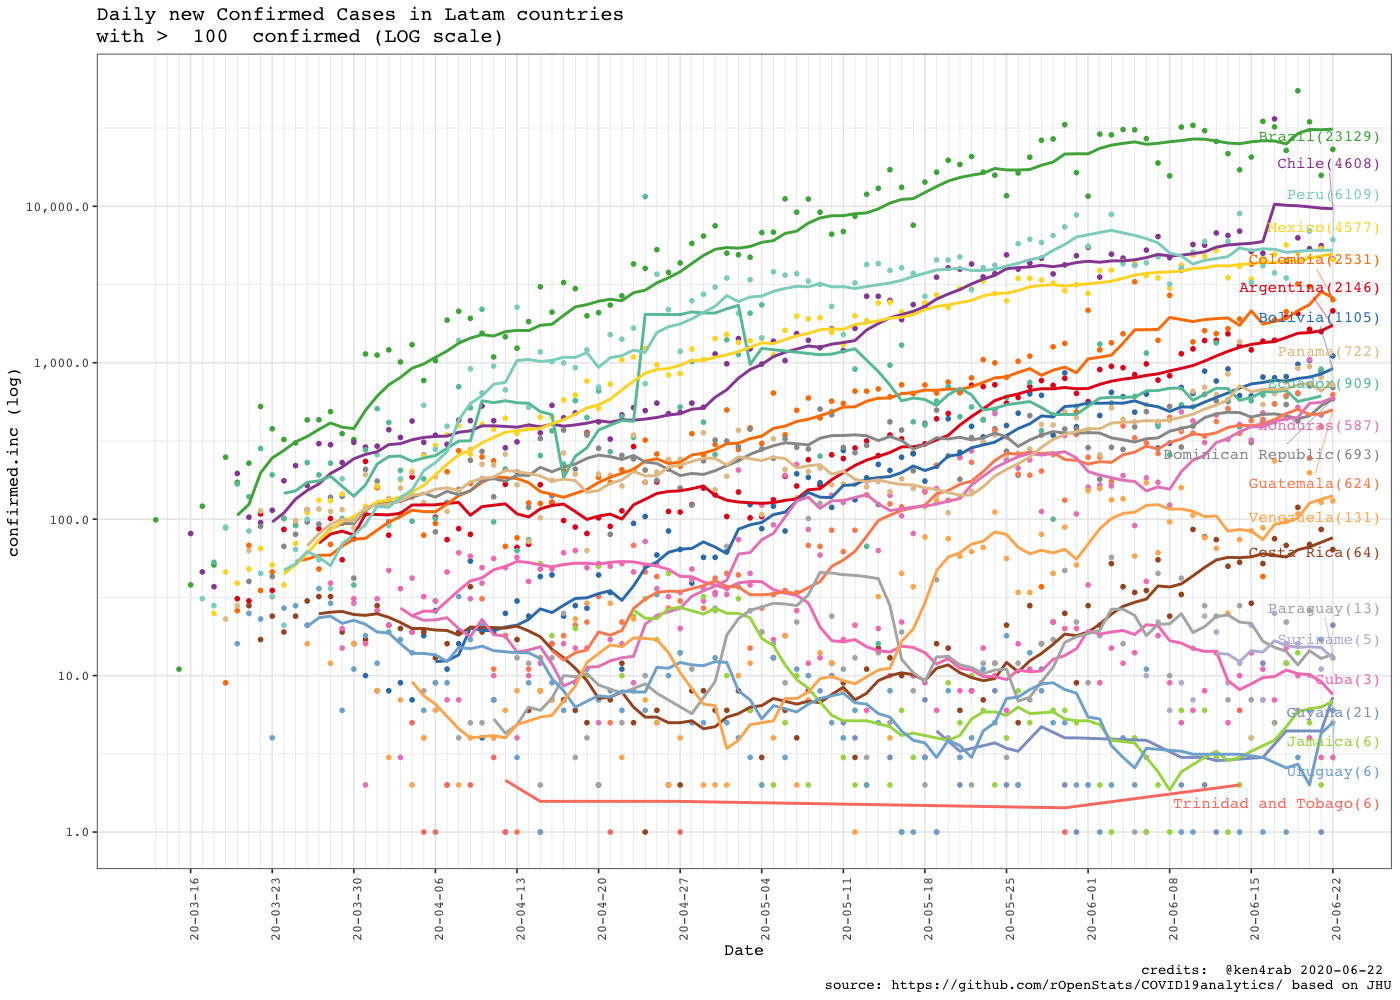 Daily new Confirmed Cases in Latam countries
with >  100  confirmed (LOG scale)
confirmed.inc (log)
10,000.0
1,000.0
100.0
10.0
1.0
Brazil(23129)
Chile(4608)
Peru(6109)
Mexico(4577)
Colombia(2531)
Argentina(2146)
Bolivia(1105)
Panama(722)
Ecuador(909)
Honduras(587)
Dominican Republic(693)
Guatemala(624)
Venezuela(131)
Costa Rica(64)
Paraguay(13)
Suriname(5)
Cuba(3)
Guyana(21)
Jamaica(6)
Uruguay(6)
Trinidad and Tobago(6)
20-03-16
20-03-23
20-03-30
20-04-06
20-04-13
20-04-20
20-04-27
20-05-04
20-05-11
20-05-18
20-05-25
20-06-01
20-06-08
20-06-15
20-06-22
Date
credits:  @ken4rab 2020-06-22
source: https://github.com/rOpenStats/COVID19analytics/ based on JHU